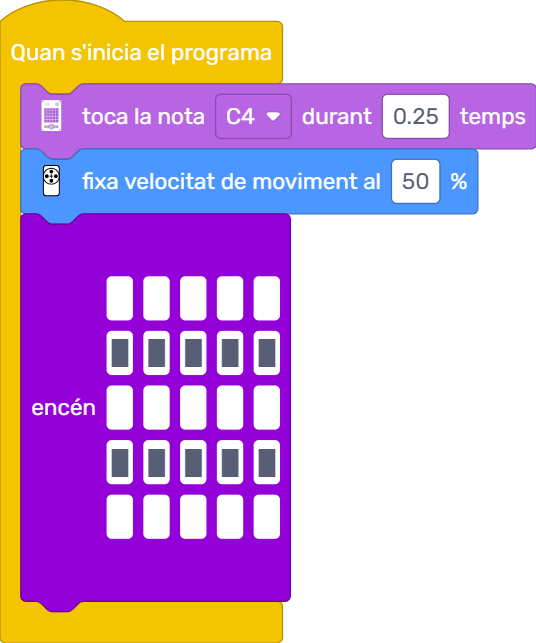 Quan s'inicia el programa
toca la nota C4 durant 0.25 temps
fixa velocitat de moviment al 50 %
encén